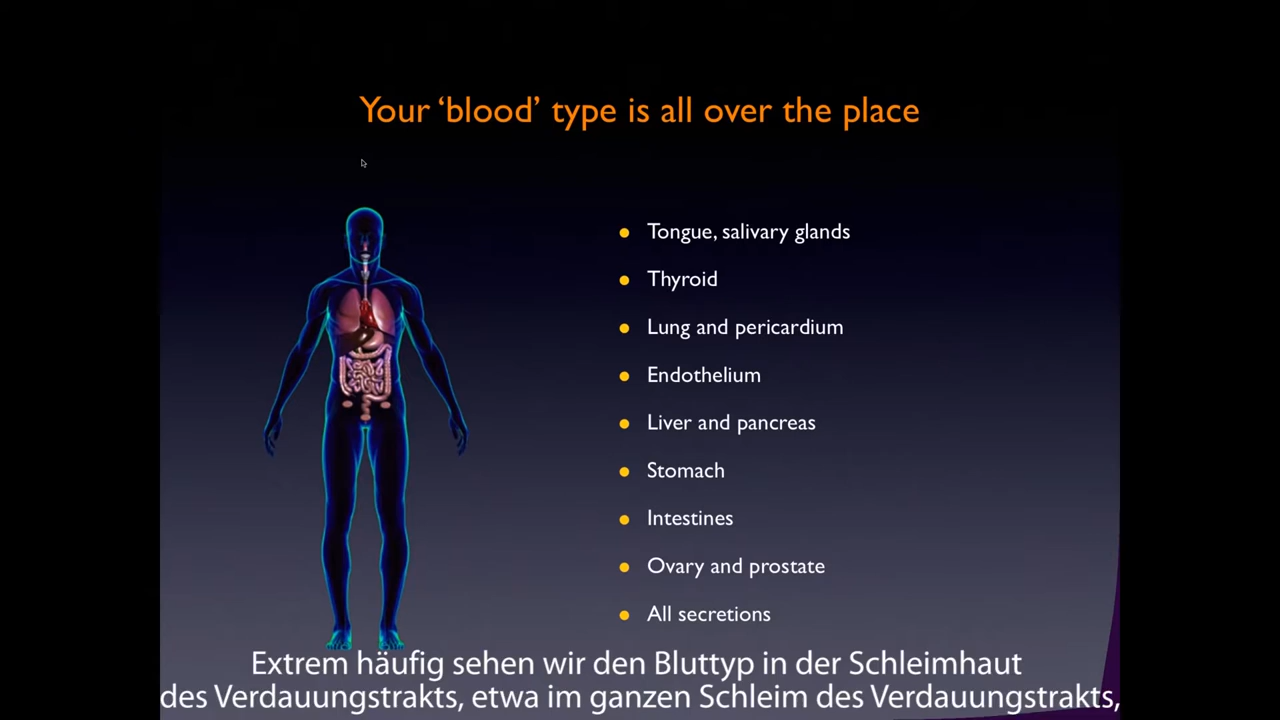 Your ‘blood’ type is all over the place
Tongue, salivary glands
Thyroid
Lung and pericardium
Endothelium
Liver and pancreas
Stomach
Intestines
Ovary and prostate
All secretions
Extrem häufig sehen wir den Bluttyp in der Schleimhaut
des Verdauungstrakts, etwa im ganzen Schleim des Verdauungstrakts,